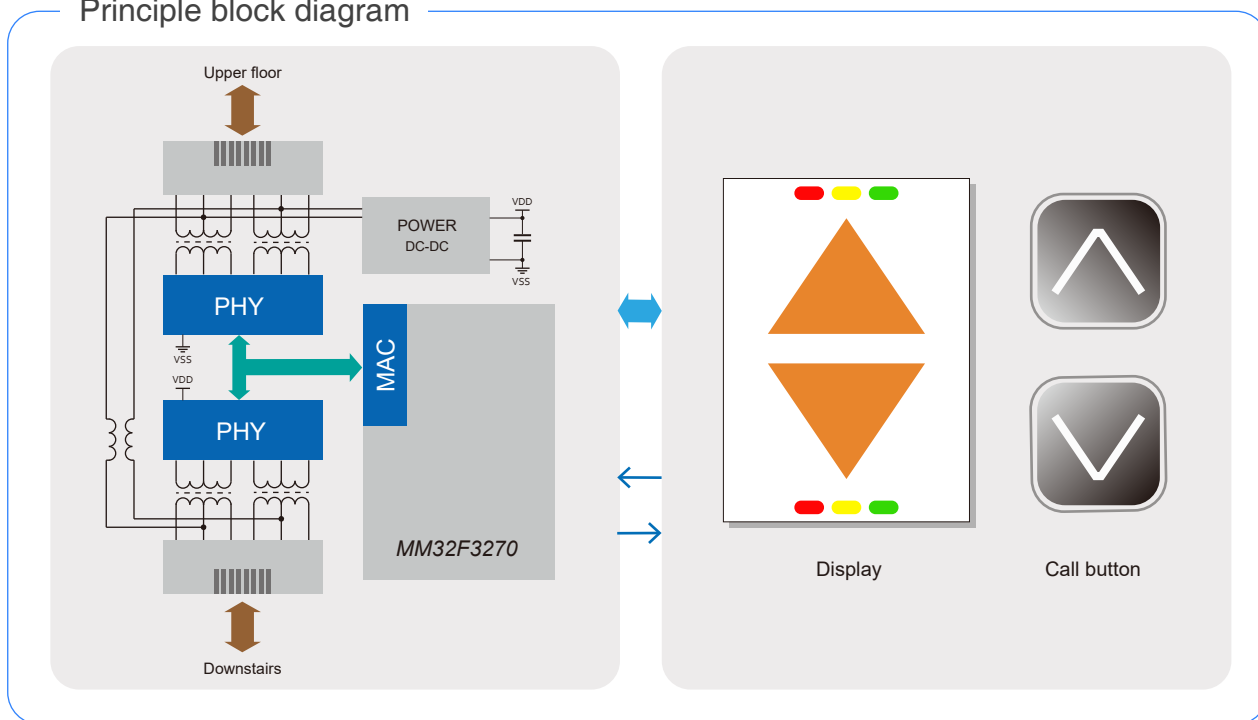 Principle block diagram
Upper floor
POWER
DC-DC
VDD
VSS
PHY
VSS
MAC
VDD
PHY
MM32F3270
Downstairs
Display
Call button